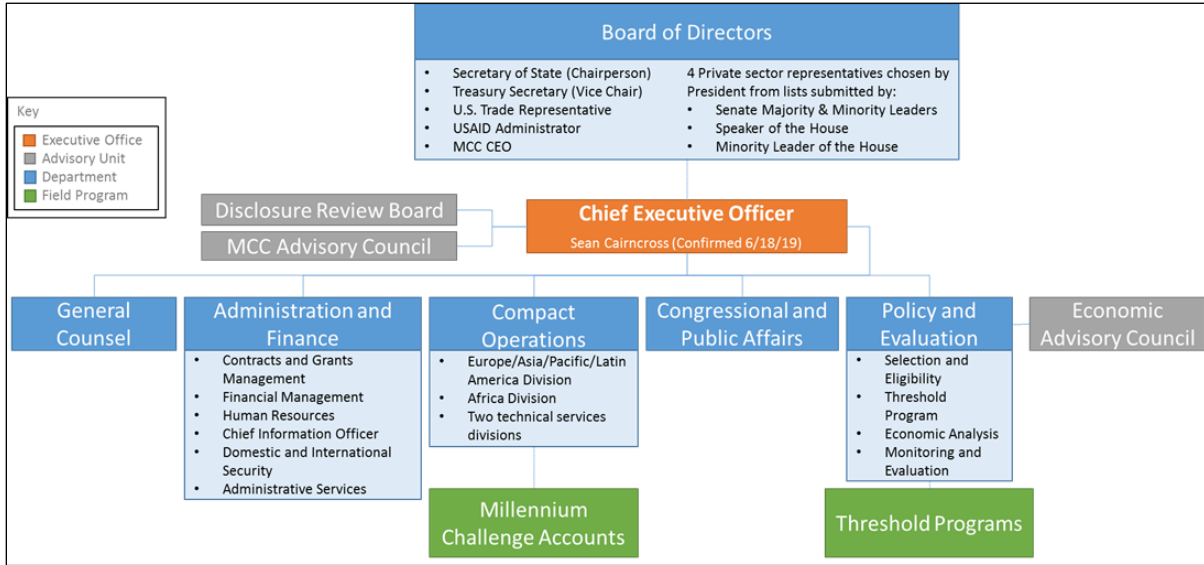 Board of Directors
• Secretary of State (Chairperson)
• Treasury Secretary (Vice Chair)
• U.S. Trade Representative
• USAID Administrator
• MCC CEO
4 Private sector representatives chosen by
President from lists submitted by:
• Senate Majority & Minority Leaders
• Speaker of the House
• Minority Leader of the House
Key
Executive Office
Advisory Unit
Department
Field Program
Disclosure Review Board
MCC Advisory Council
Chief Executive Officer
Sean Cairncross (Confirmed 6/18/19)
General
Counsel
Administration and
Finance
• Contracts and Grants
Management
• Financial Management
• Human Resources
• Chief Information Officer
• Domestic and International
Security
• Administrative Services
Compact
Operations
• Europe/Asia/Pacific/Latin
America Division
• Africa Division
• Two technical services
divisions
Millennium
Challenge Accounts
Congressional and
Public Affairs
Policy and
Evaluation
• Selection and
Eligibility
• Threshold
Program
• Economic Analysis
• Monitoring and
Evaluation
Threshold Programs
Economic
Advisory Council